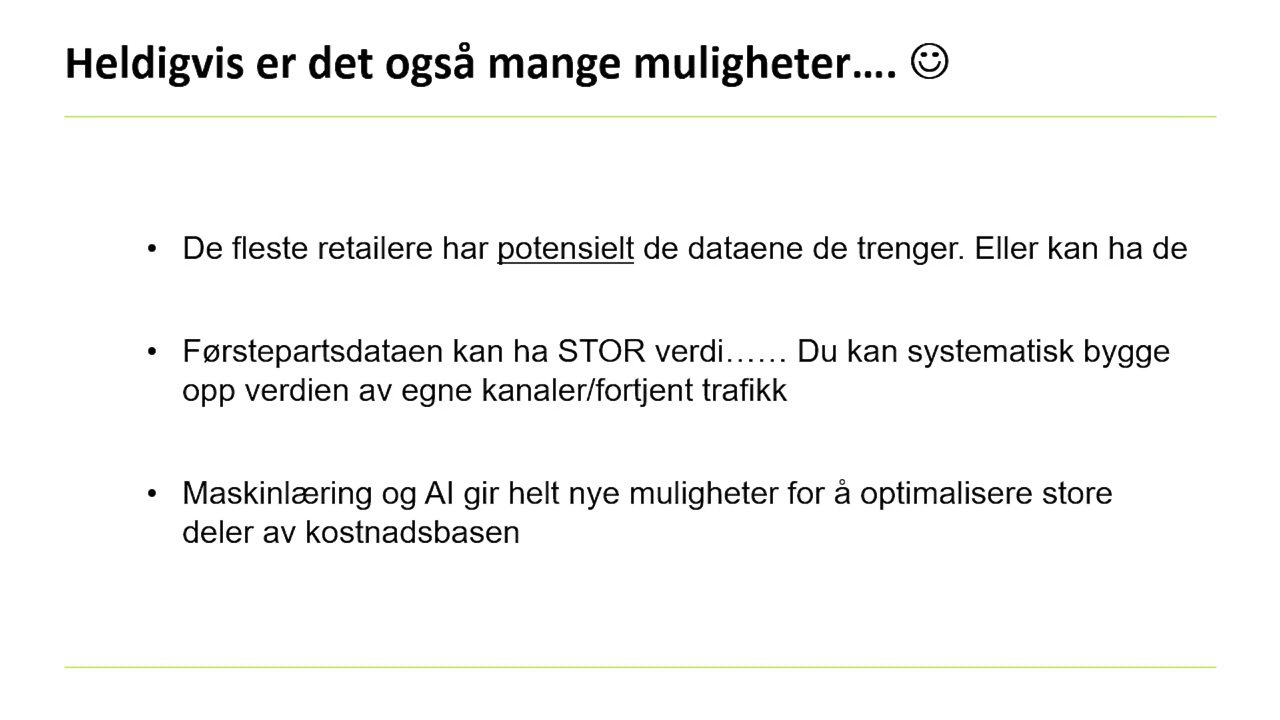 Heldigvis er det også mange muligheter.... ☺
• De fleste retailere har potensielt de dataene de trenger. Eller kan ha de
• Førstepartsdataen kan ha STOR verdi…… Du kan systematisk bygge
opp verdien av egne kanaler/fortjent trafikk
• Maskinlæring og AI gir helt nye muligheter for å optimalisere store
deler av kostnadsbasen